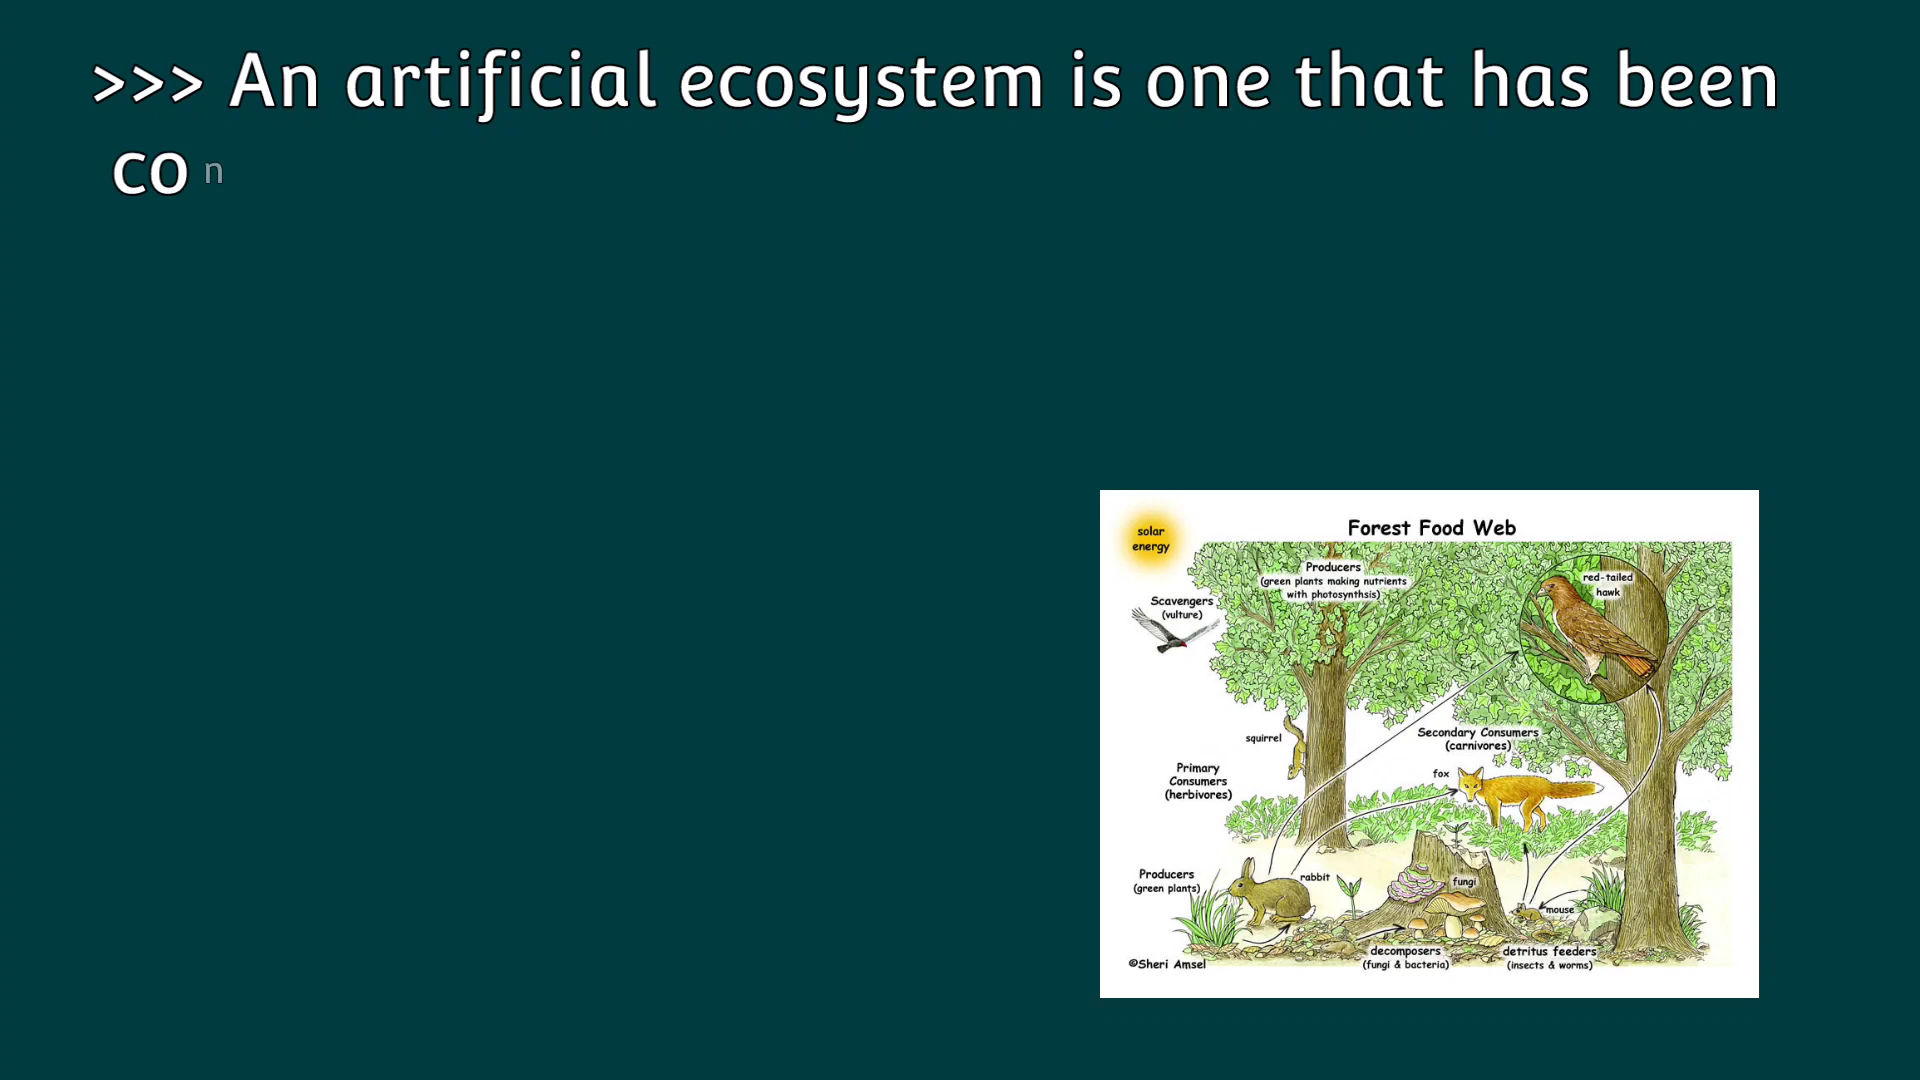 >>> An artificial ecosystem is one that has been
con
Forest Food Web
solar
energy
Producers
(green plants making nutrients
with photosynthsis)
red-tailed
hawk
Scavengers
(vulture)
squirrel
Secondary Consumers
(carnivores)
Primary
Consumers
(herbivores)
fox
Producers
(green plants)
rabbit
fungi
mouse
decomposers
(fungi & bacteria)
detritus feeders
(insects & worms)
©Sheri Amsel